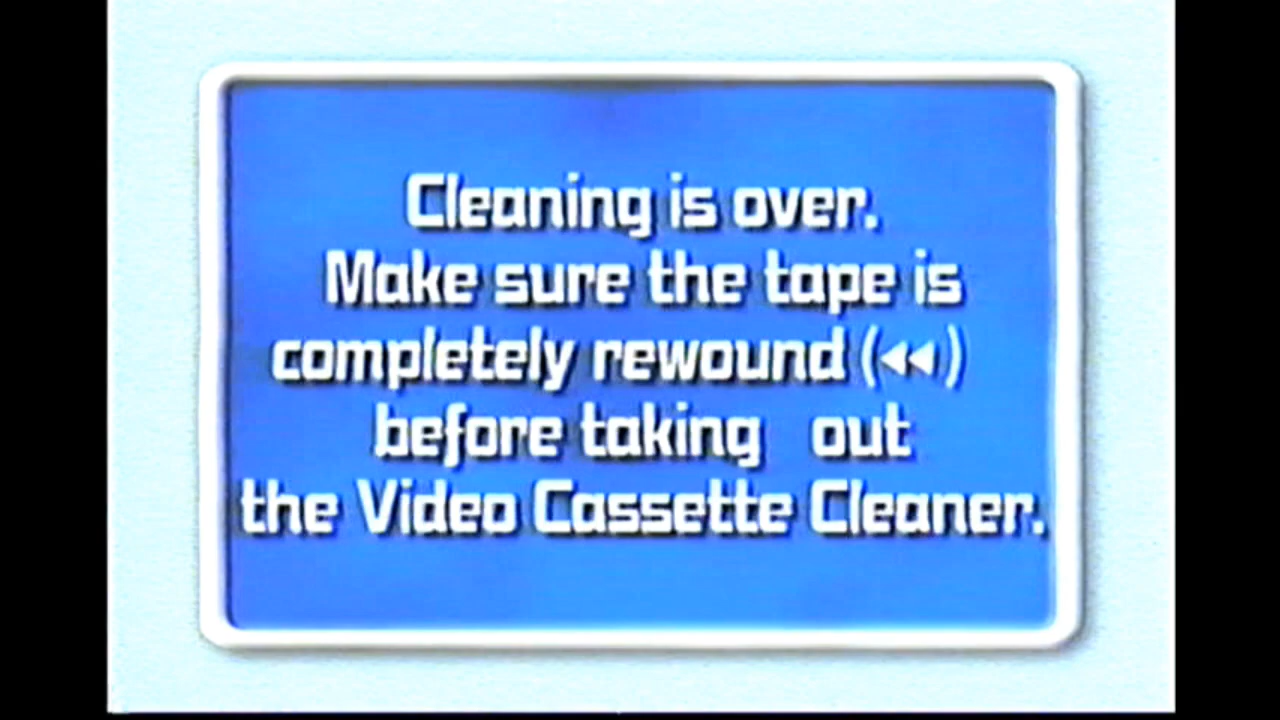 Cleaning is over.
Make sure the tape is
completely rewound (◀◀)
before taking out
the Video Cassette Cleaner.